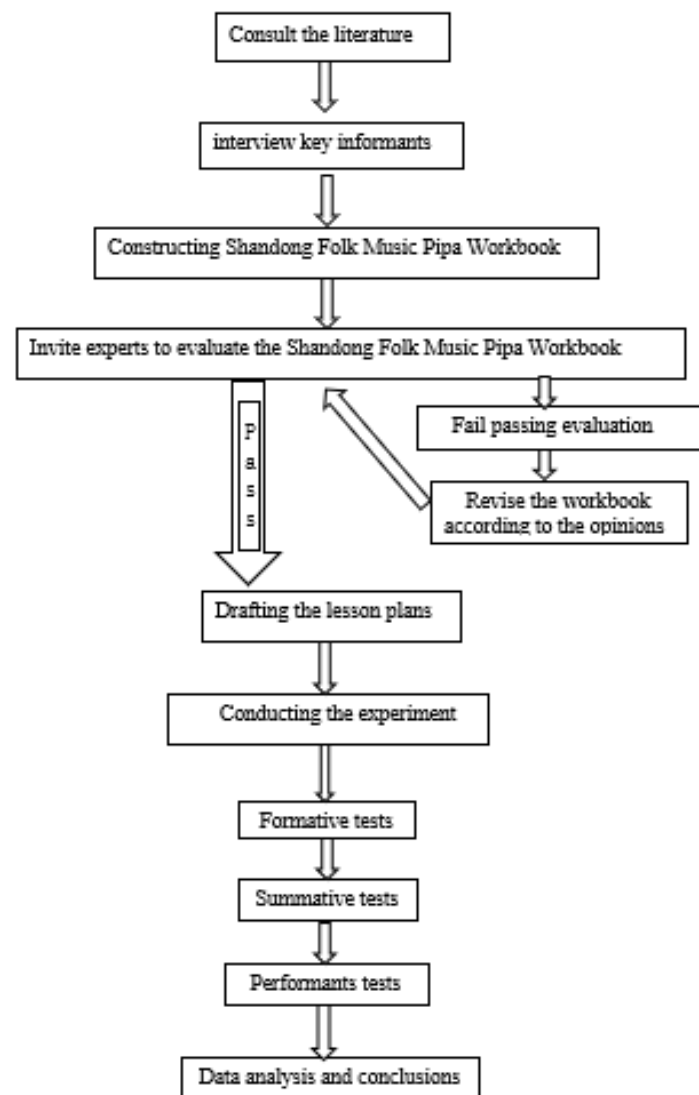 Consult the literature
interview key informants
Constructing Shandong Folk Music Pipa Workbook
Invite experts to evaluate the Shandong Folk Music Pipa Workbook
Pass
Fail passing evaluation
Revise the workbook
according to the opinions
Drafting the lesson plans
Conducting the experiment
Formative tests
Summative tests
Performants tests
Data analysis and conclusions